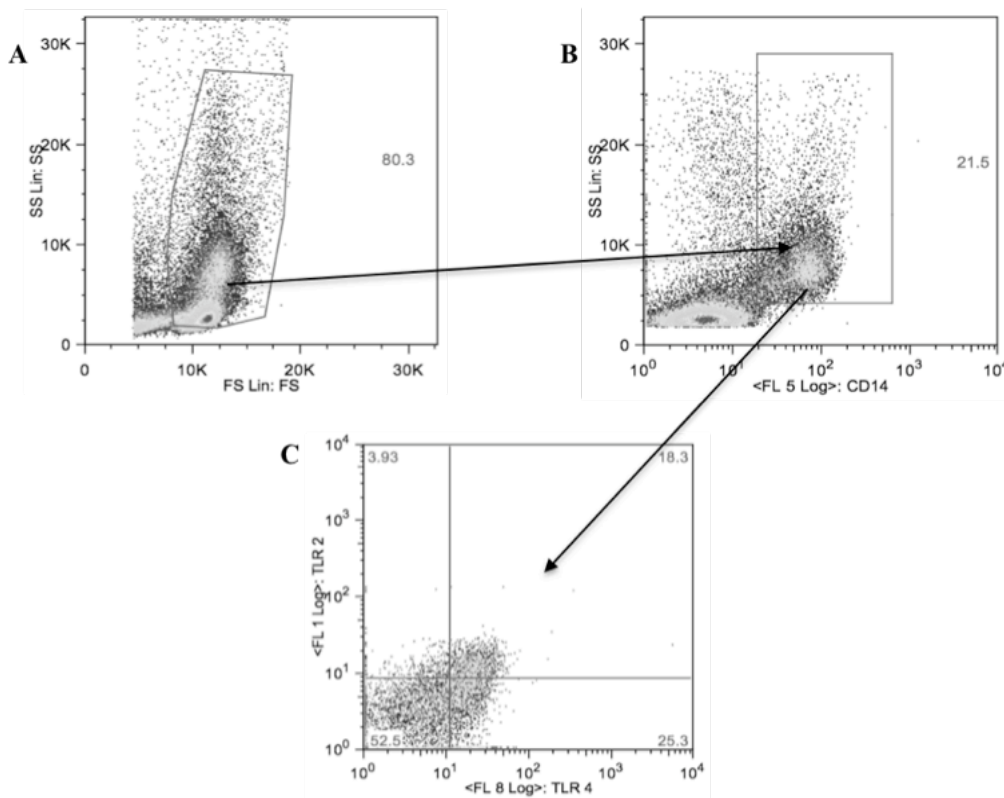 A
30K
20K
10K
0
SS Lin: SS
80.3
0
10K
20K
30K
FS Lin: FS
B
30K
20K
10K
0
SS Lin: SS
21.5
10^0
10^1
10^2
10^3
10^4
<FL 5 Log>: CD14
C
10^4
10^3
10^2
10^1
10^0
<FL 1 Log>: TLR 2
3.93
18.3
52.5
25.3
10^0
10^1
10^2
10^3
10^4
<FL 8 Log>: TLR 4